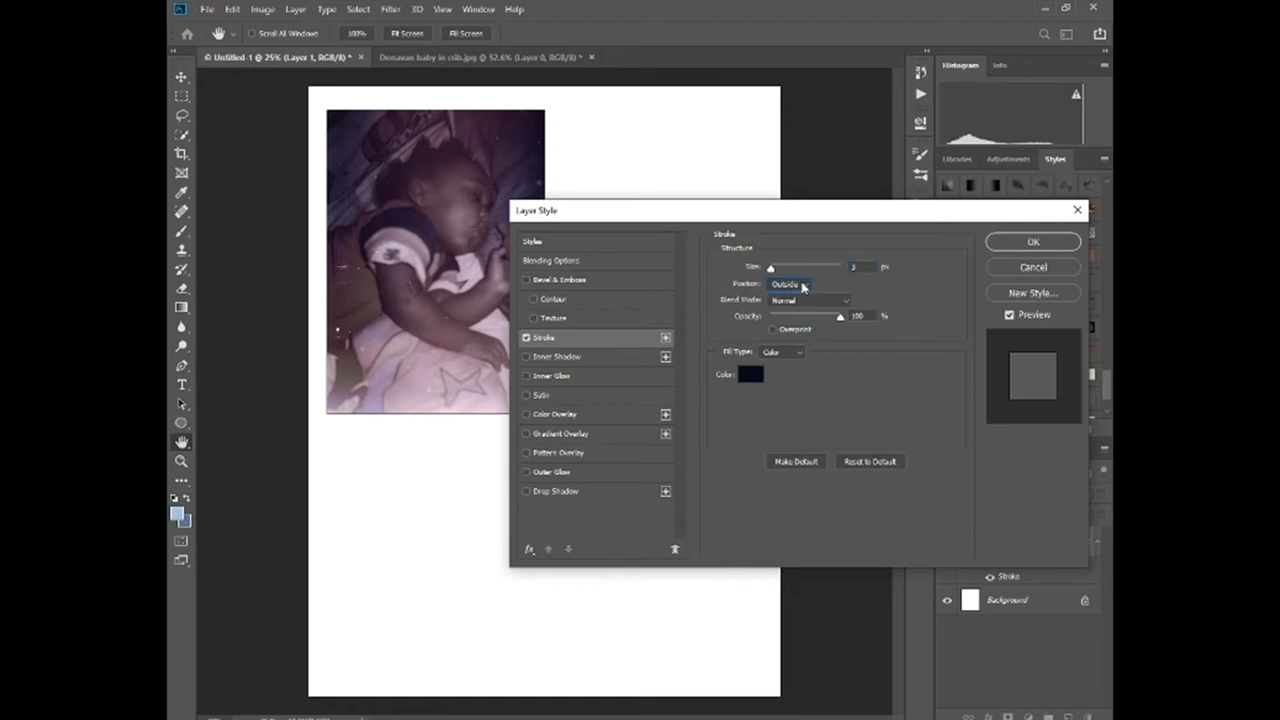 Ps File Edit Image Layer Type Select Filter 3D View Window Help
Scroll All Windows 100% Fit Screen Fill Screen
© Untitled-1 @ 25% (Layer 1, RGB/8) * × Donavan baby in crib.jpg @ 52.6% (Layer 0, RGB/8) * ×
Histogram Info
Libraries Adjustments Styles
Layer Style
Styles
Blending Options
Bevel & Emboss
Contour
Texture
Stroke
Inner Shadow
Inner Glow
Satin
Color Overlay
Gradient Overlay
Pattern Overlay
Outer Glow
Drop Shadow
fx
Stroke
Structure
Size: 3 px
Position: Outside
Blend Mode: Normal
Opacity: 100 %
Overprint
Fill Type: Color
Color:
Make Default Reset to Default
OK
Cancel
New Style...
Preview
Stroke
Background